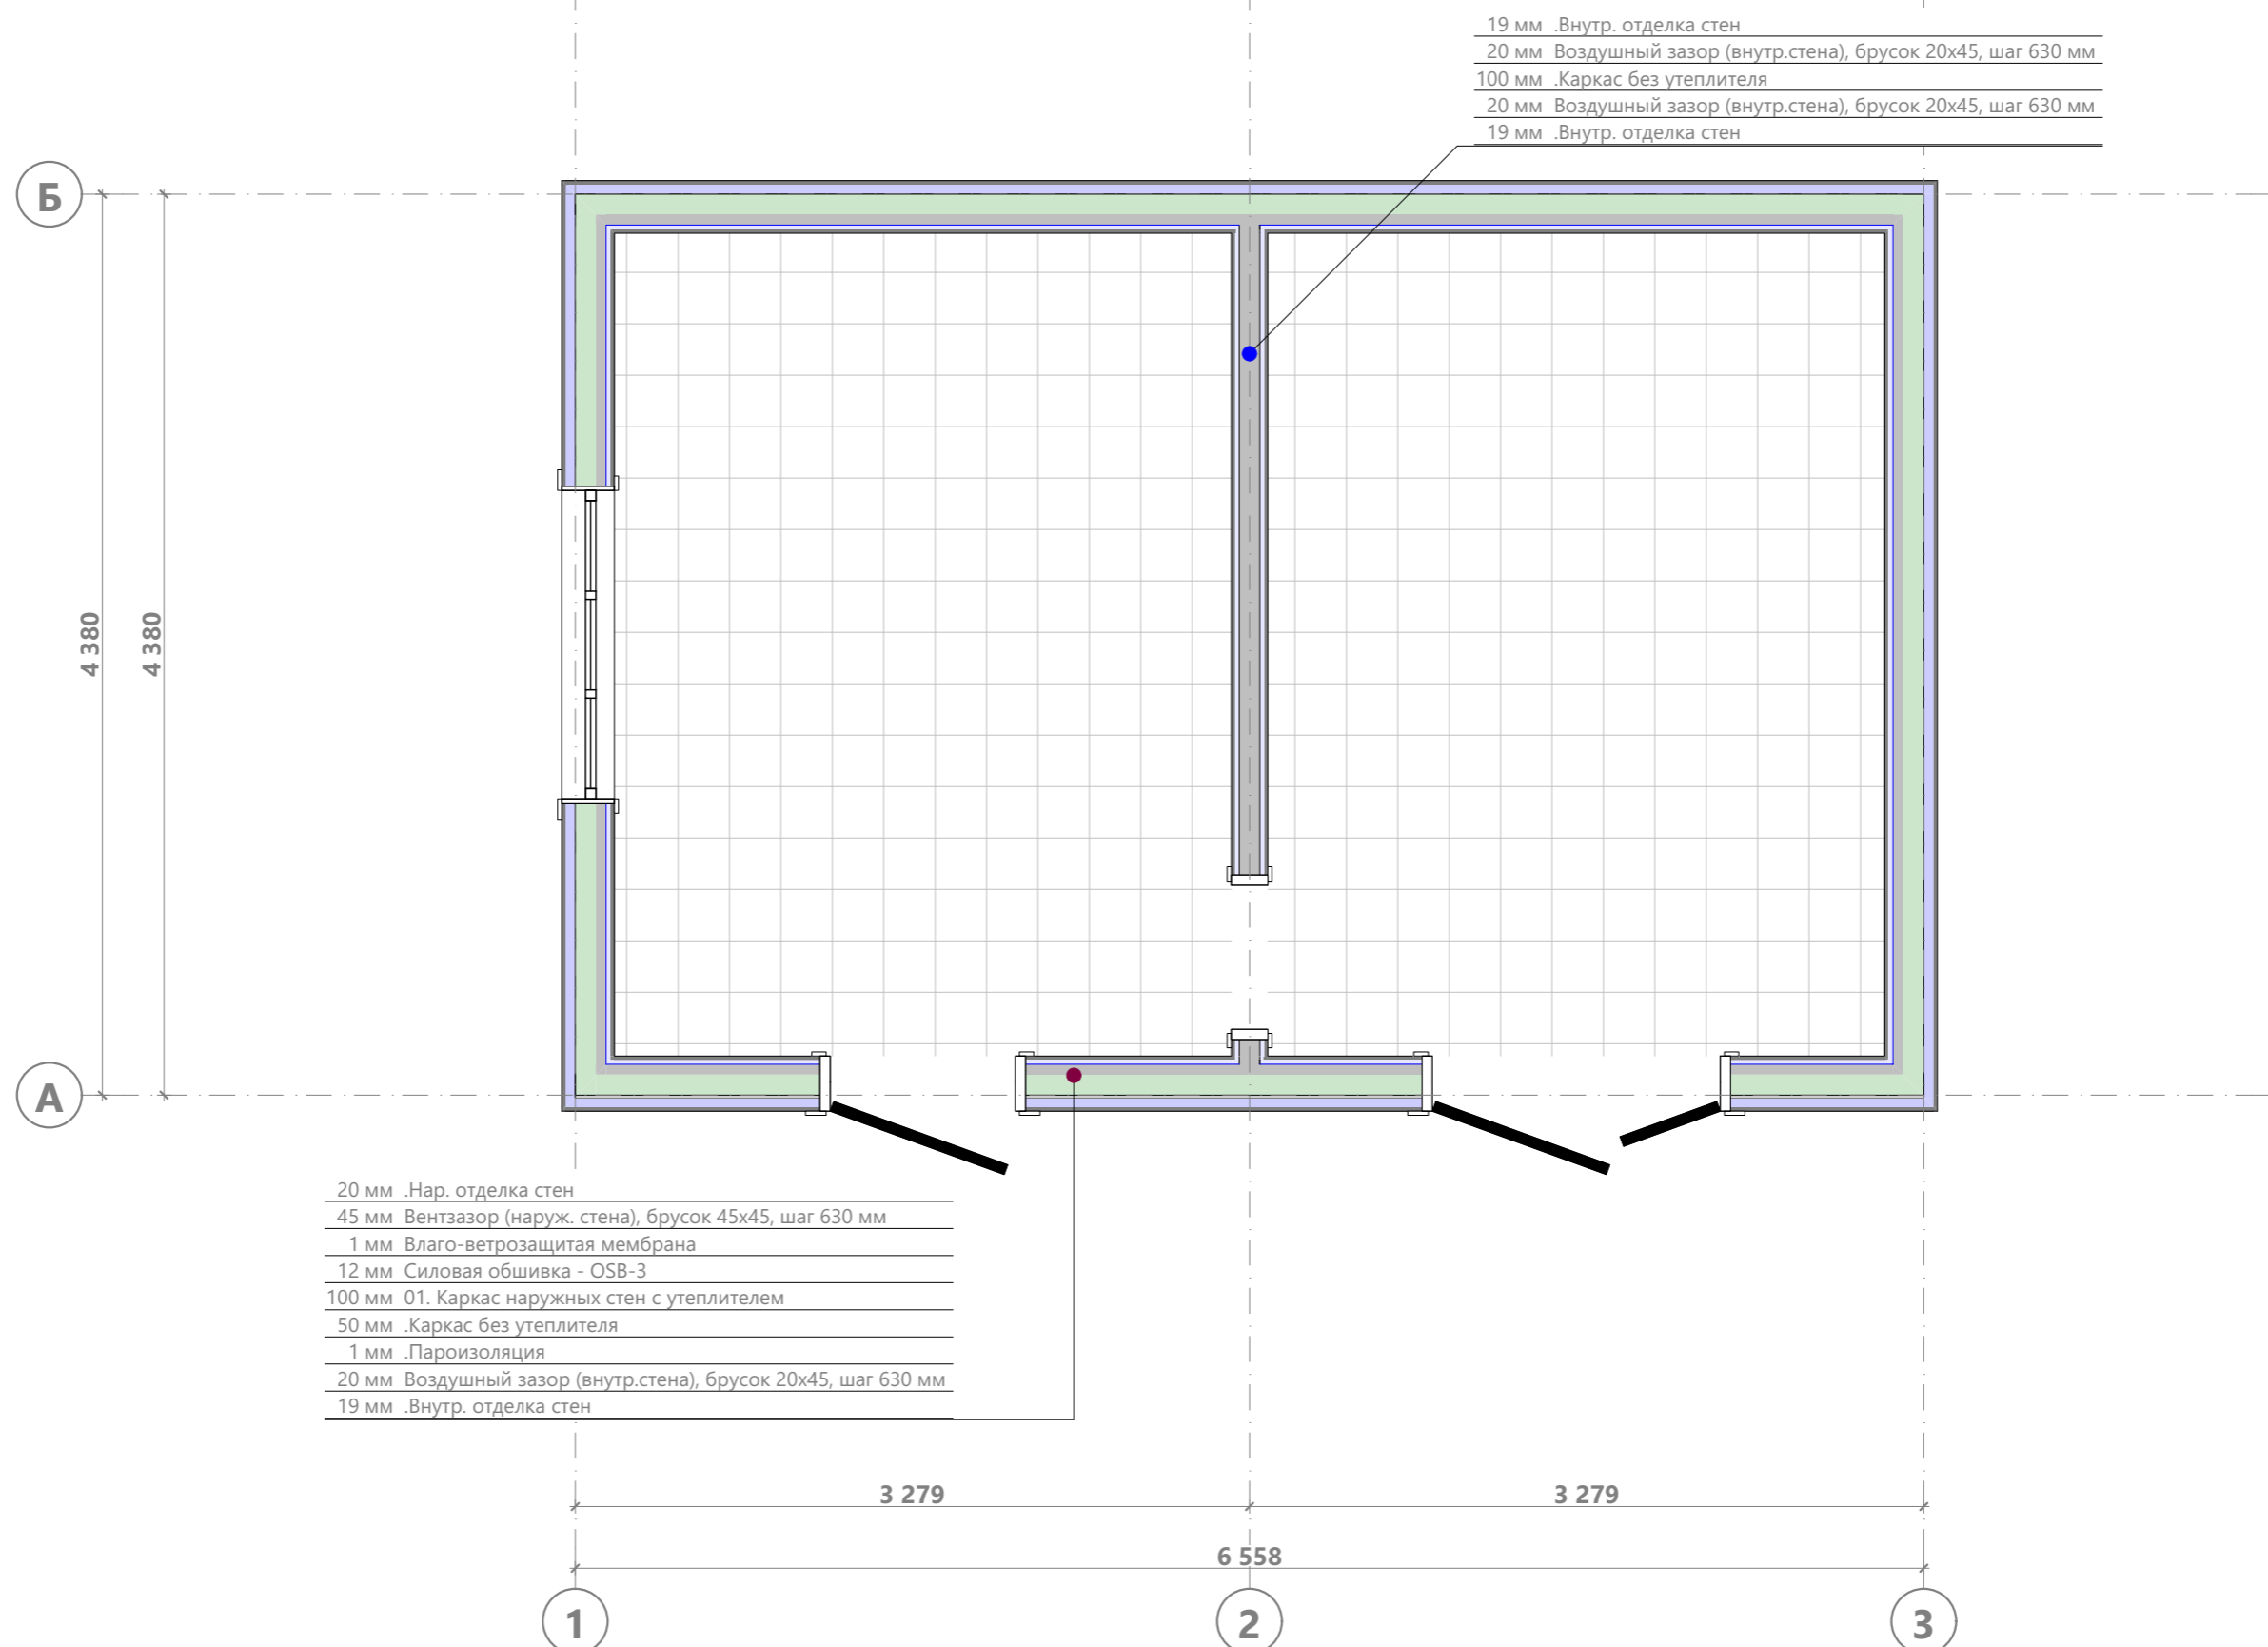 19 мм .Внутр. отделка стен
20 мм Воздушный зазор (внутр.стена), брусок 20х45, шаг 630 мм
100 мм .Каркас без утеплителя
20 мм Воздушный зазор (внутр.стена), брусок 20х45, шаг 630 мм
19 мм .Внутр. отделка стен
Б
4 380
4 380
А
20 мм .Нар. отделка стен
45 мм Вентзазор (наруж. стена), брусок 45х45, шаг 630 мм
1 мм Влаго-ветрозащитая мембрана
12 мм Силовая обшивка - OSB-3
100 мм 01. Каркас наружных стен с утеплителем
50 мм .Каркас без утеплителя
1 мм .Пароизоляция
20 мм Воздушный зазор (внутр.стена), брусок 20х45, шаг 630 мм
19 мм .Внутр. отделка стен
3 279
3 279
6 558
1
2
3